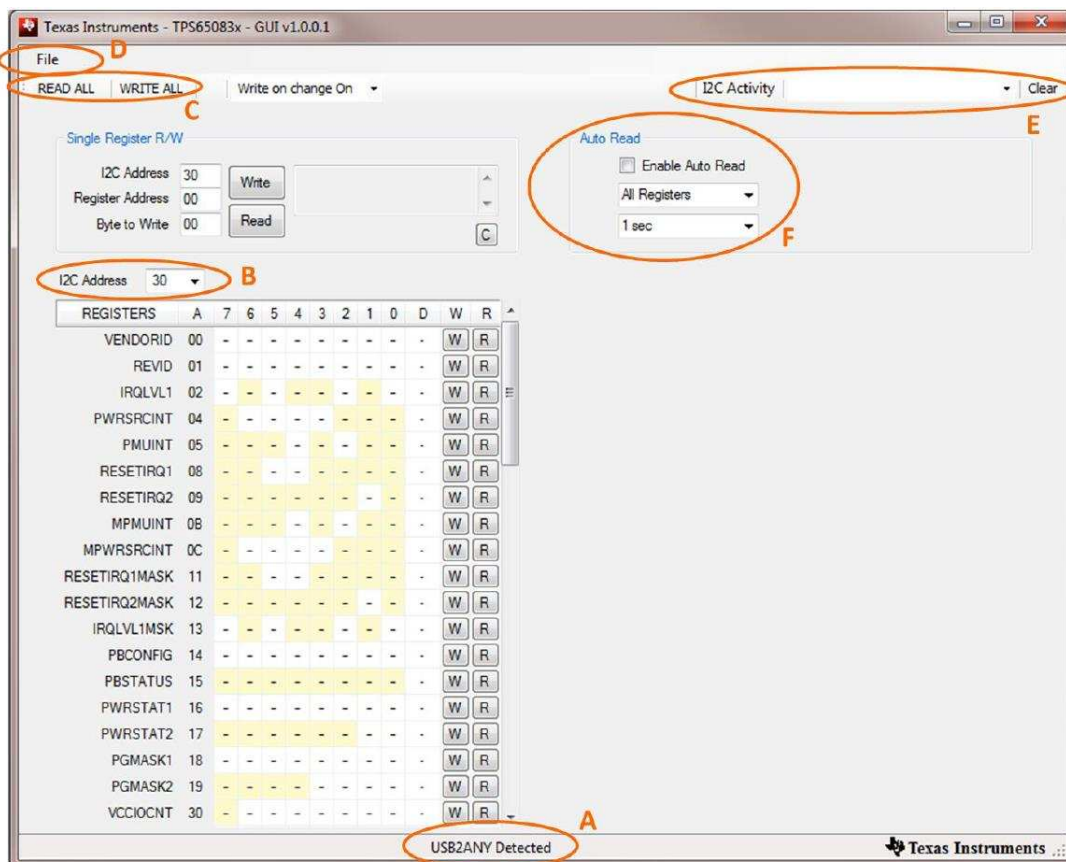 Texas Instruments - TPS65083x - GUI v1.0.0.1
File D
READ ALL WRITE ALL Write on change On I2C Activity Clear
C E
Single Register R/W Auto Read
I2C Address 30 Write Enable Auto Read
Register Address 00 All Registers
Byte to Write 00 Read 1 sec F
C
I2C Address 30 B
REGISTERS A 7 6 5 4 3 2 1 0 D W R
VENDORID 00 - - - - - - - - - W R
REVID 01 - - - - - - - - - W R
IRQLVL1 02 - - - - - - - - - W R
PWRSRCINT 04 - - - - - - - - - W R
PMUINT 05 - - - - - - - - - W R
RESETIRQ1 08 - - - - - - - - - W R
RESETIRQ2 09 - - - - - - - - - W R
MPMUINT 0B - - - - - - - - - W R
MPWRSRCINT 0C - - - - - - - - - W R
RESETIRQ1MASK 11 - - - - - - - - - W R
RESETIRQ2MASK 12 - - - - - - - - - W R
IRQLVL1MSK 13 - - - - - - - - - W R
PBCONFIG 14 - - - - - - - - - W R
PBSTATUS 15 - - - - - - - - - W R
PWRSTAT1 16 - - - - - - - - - W R
PWRSTAT2 17 - - - - - - - - - W R
PGMASK1 18 - - - - - - - - - W R
PGMASK2 19 - - - - - - - - - W R
VCCIOCNT 30 - - - - - - - - - W R
A
USB2ANY Detected Texas Instruments